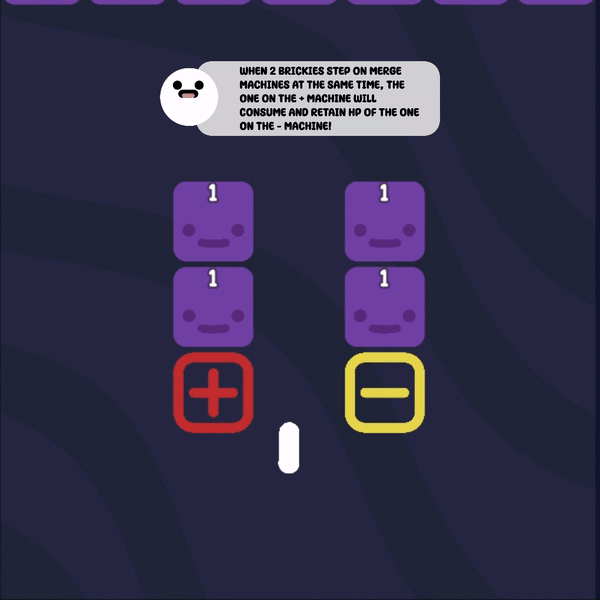 WHEN 2 BRICKIES STEP ON MERGE
MACHINES AT THE SAME TIME, THE
ONE ON THE + MACHINE WILL
CONSUME AND RETAIN HP OF THE ONE
ON THE - MACHINE!
1 1
1 1
+ −